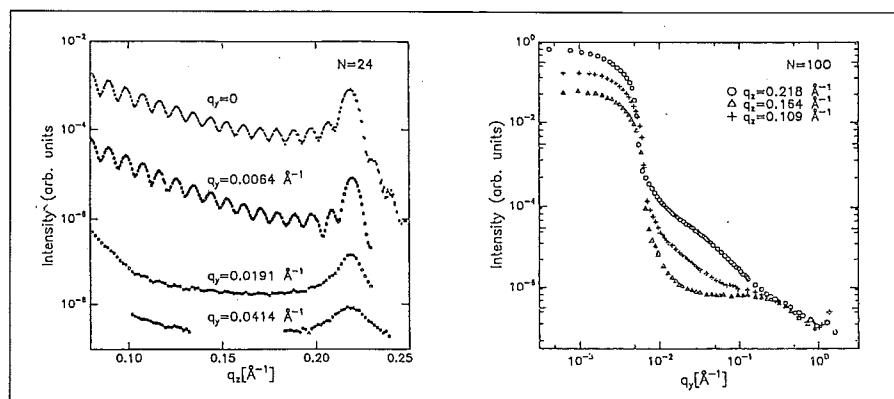 10⁻²
N=24
q_y=0
10⁻⁴
q_y=0.0064 Å⁻¹
Intensity (arb. units
10⁻⁶
q_y=0.0191 Å⁻¹
10⁻⁸
q_y=0.0414 Å⁻¹
0.10 0.15 0.20 0.25
q_z[Å⁻¹]
10⁰
N=100
q_z=0.218 Å⁻¹
q_z=0.164 Å⁻¹
q_z=0.109 Å⁻¹
10⁻²
Intensity (arb. units)
10⁻⁴
10⁻⁶
10⁻³ 10⁻² 10⁻¹ 10⁰
q_y[Å⁻¹]